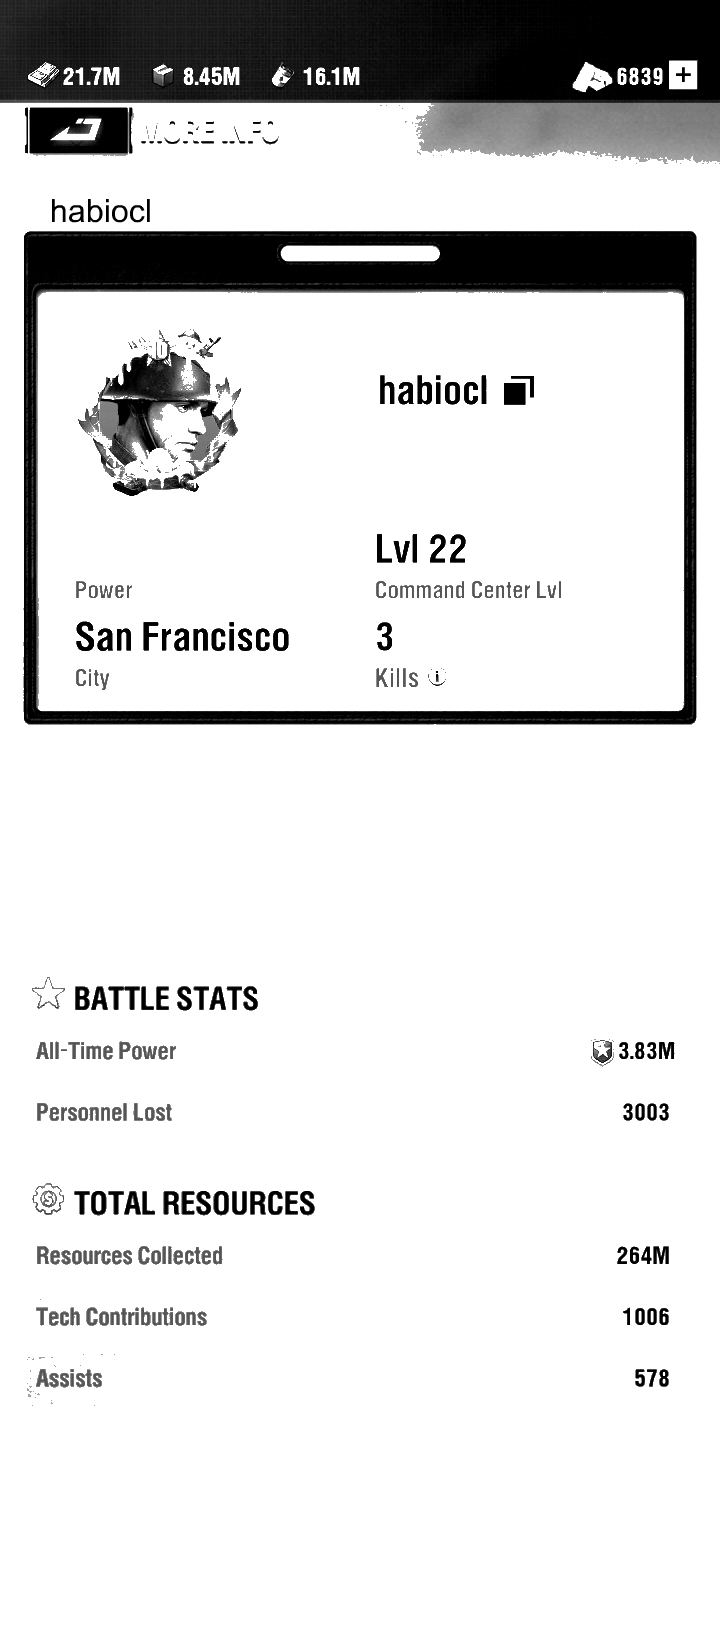 21.7M 8.45M 16.1M 6839 +
MORE INFO
habiocl
habiocl
Lvl 22
Power Command Center Lvl
San Francisco 3
City Kills i
BATTLE STATS
All-Time Power 3.83M
Personnel Lost 3003
TOTAL RESOURCES
Resources Collected 264M
Tech Contributions 1006
Assists 578